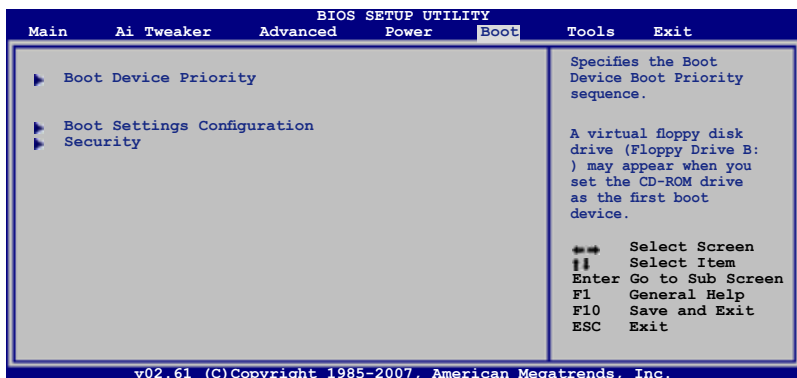 BIOS SETUP UTILITY
Main Ai Tweaker Advanced Power Boot Tools Exit
Boot Device Priority
Boot Settings Configuration
Security
Specifies the Boot
Device Boot Priority
sequence.
A virtual floppy disk
drive (Floppy Drive B:
) may appear when you
set the CD-ROM drive
as the first boot
device.
Select Screen
Select Item
Enter Go to Sub Screen
F1 General Help
F10 Save and Exit
ESC Exit
v02.61 (C)Copyright 1985-2007, American Megatrends, Inc.